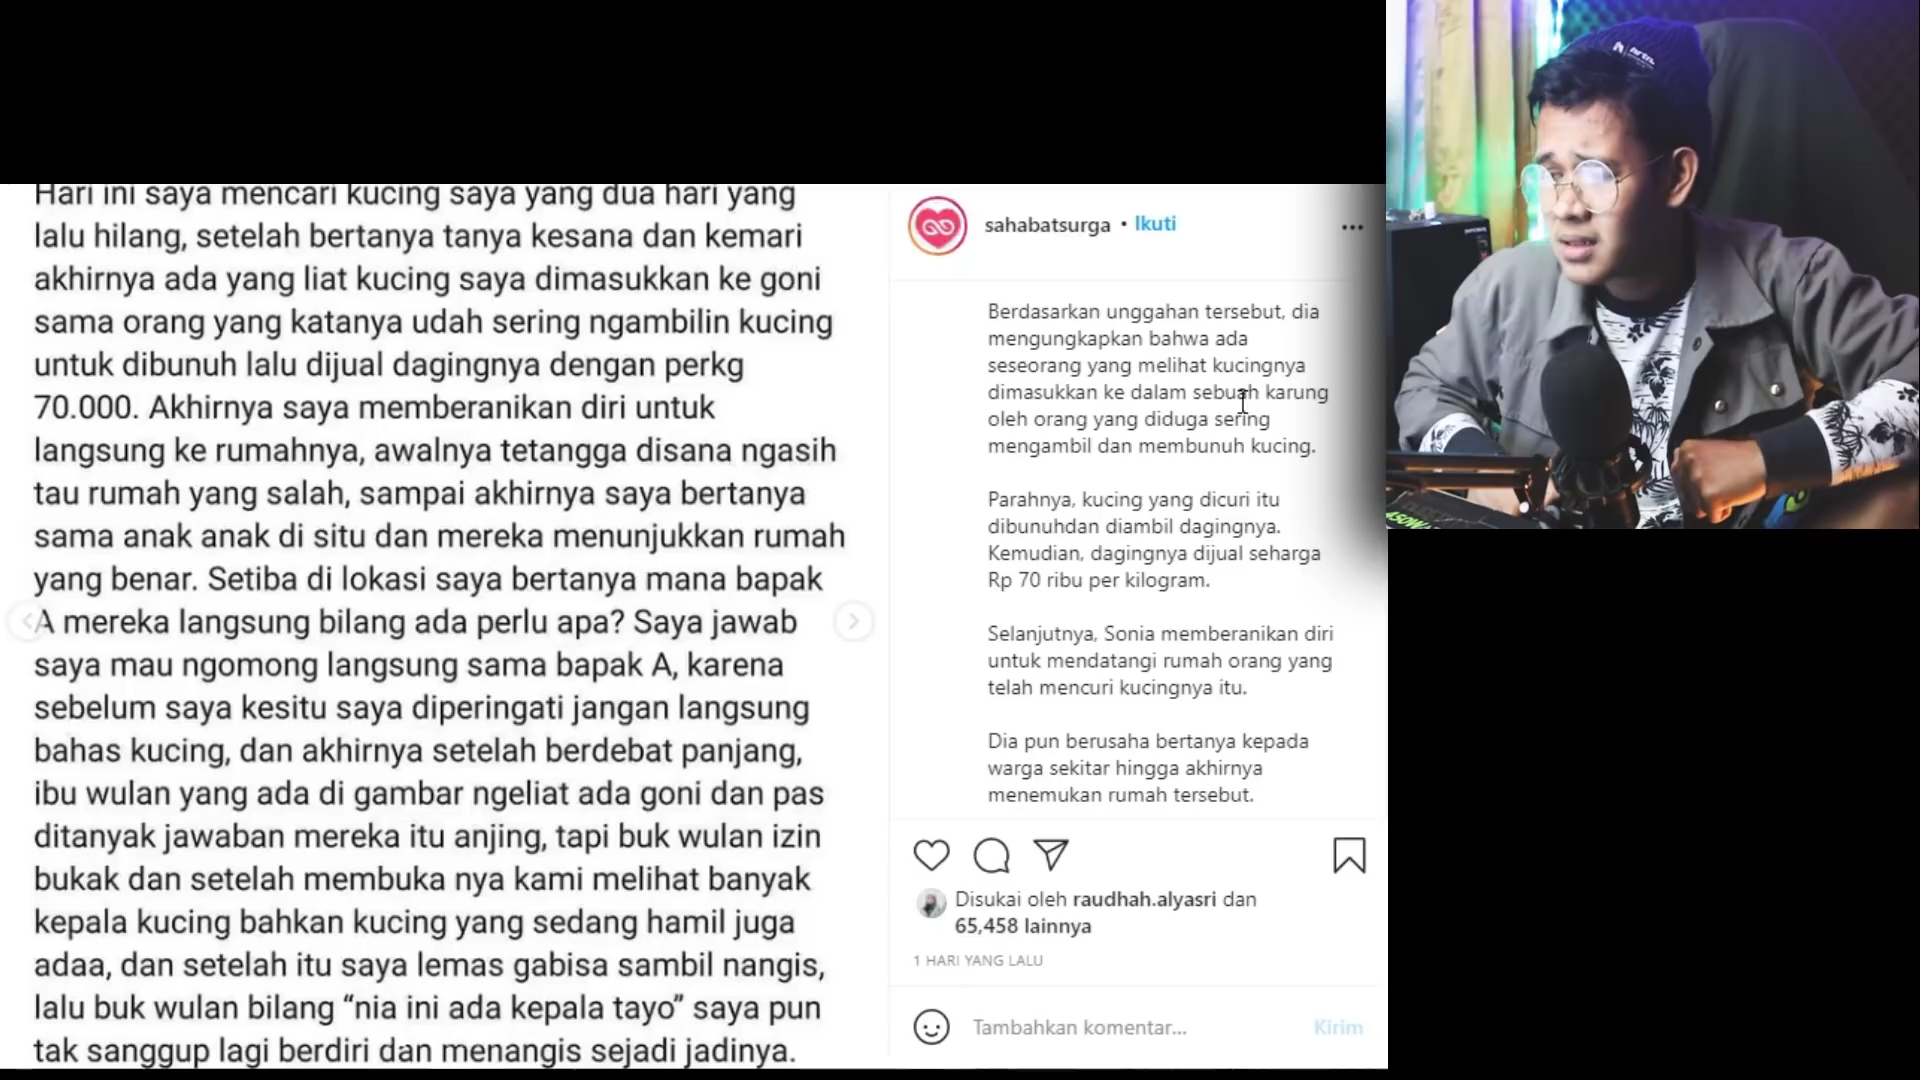 Hari ini saya mencari kucing saya yang dua hari yang
lalu hilang, setelah bertanya tanya kesana dan kemari
akhirnya ada yang liat kucing saya dimasukkan ke goni
sama orang yang katanya udah sering ngambilin kucing
untuk dibunuh lalu dijual dagingnya dengan perkg
70.000. Akhirnya saya memberanikan diri untuk
langsung ke rumahnya, awalnya tetangga disana ngasih
tau rumah yang salah, sampai akhirnya saya bertanya
sama anak anak di situ dan mereka menunjukkan rumah
yang benar. Setiba di lokasi saya bertanya mana bapak
A mereka langsung bilang ada perlu apa? Saya jawab
saya mau ngomong langsung sama bapak A, karena
sebelum saya kesitu saya diperingati jangan langsung
bahas kucing, dan akhirnya setelah berdebat panjang,
ibu wulan yang ada di gambar ngeliat ada goni dan pas
ditanyak jawaban mereka itu anjing, tapi buk wulan izin
bukak dan setelah membuka nya kami melihat banyak
kepala kucing bahkan kucing yang sedang hamil juga
adaa, dan setelah itu saya lemas gabisa sambil nangis,
lalu buk wulan bilang “nia ini ada kepala tayo” saya pun
tak sanggup lagi berdiri dan menangis sejadi jadinya.
sahabatsurga • Ikuti
Berdasarkan unggahan tersebut, dia
mengungkapkan bahwa ada
seseorang yang melihat kucingnya
dimasukkan ke dalam sebuah karung
oleh orang yang diduga sering
mengambil dan membunuh kucing.
Parahnya, kucing yang dicuri itu
dibunuhdan diambil dagingnya.
Kemudian, dagingnya dijual seharga
Rp 70 ribu per kilogram.
Selanjutnya, Sonia memberanikan diri
untuk mendatangi rumah orang yang
telah mencuri kucingnya itu.
Dia pun berusaha bertanya kepada
warga sekitar hingga akhirnya
menemukan rumah tersebut.
Disukai oleh raudhah.alyasri dan
65,458 lainnya
1 HARI YANG LALU
Tambahkan komentar... Kirim